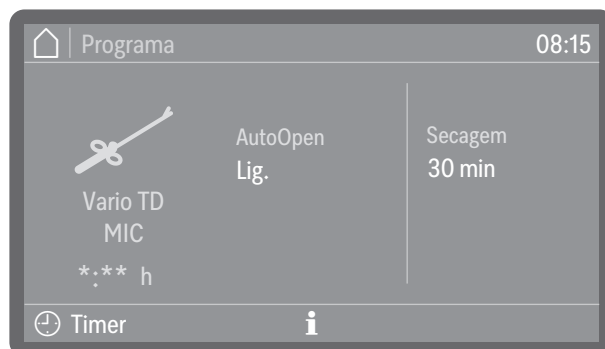 Programa
08:15
Vario TD
MIC
*:** h
AutoOpen
Lig.
Secagem
30 min
Timer
i